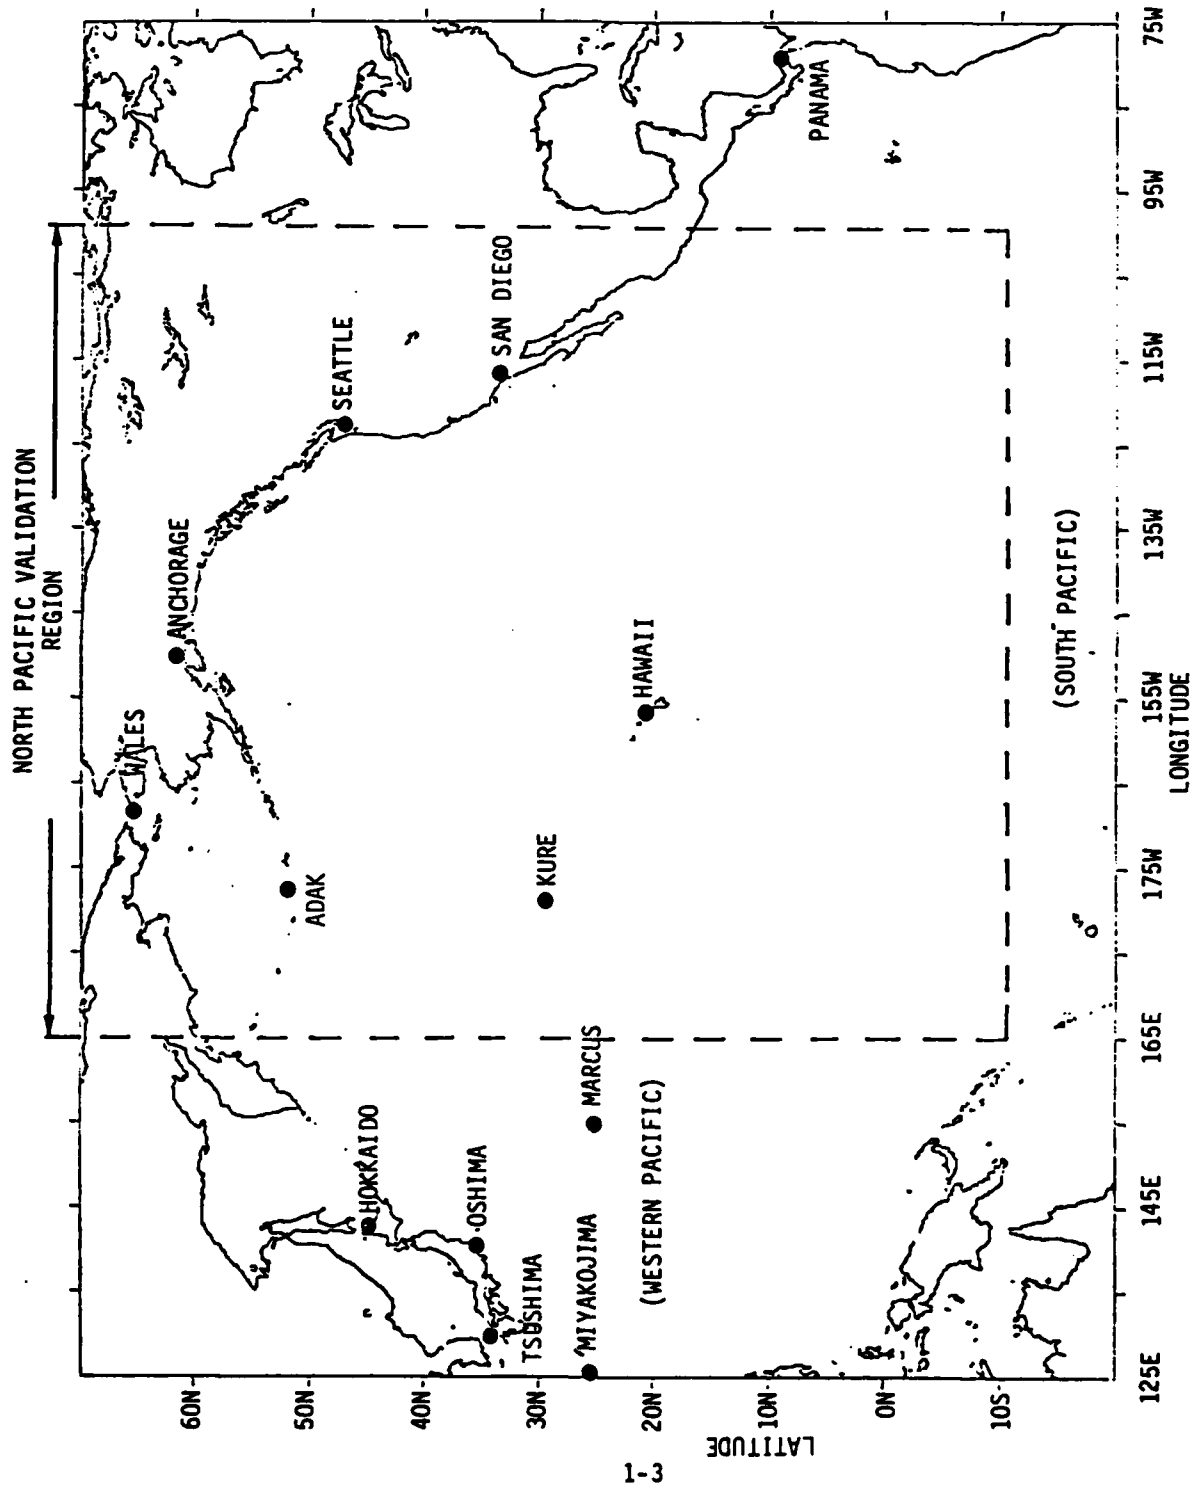 NORTH PACIFIC VALIDATION
REGION
WALES
ANCHORAGE
ADAK
SEATTLE
SAN DIEGO
HOKKAIDO
OSHIMA
TSUSHIMA
KURE
MIYAKOJIMA
MARCUS
HAWAII
(WESTERN PACIFIC)
PANAMA
(SOUTH PACIFIC)
60N
50N
40N
30N
20N
10N
0N
10S
LATITUDE
125E
145E
165E
175W
155W
135W
115W
95W
75W
LONGITUDE
1-3